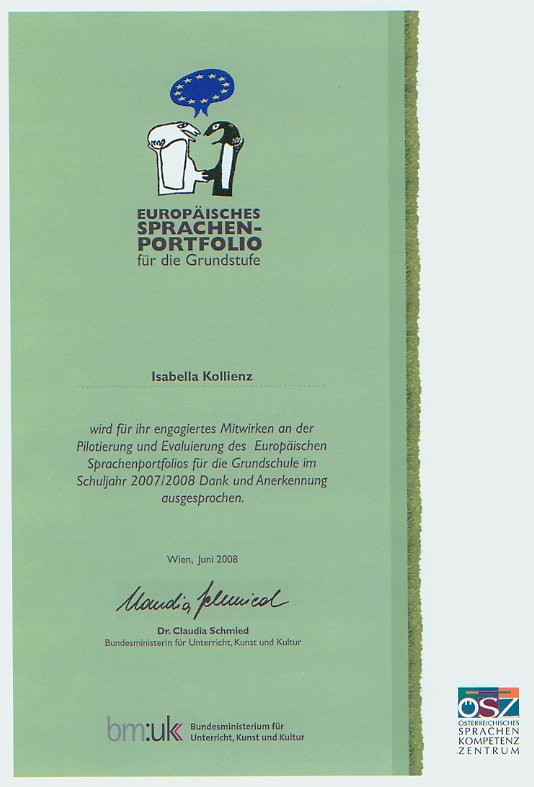 EUROPÄISCHES
SPRACHEN-
PORTFOLIO
für die Grundstufe
Isabella Kollienz
wird für ihr engagiertes Mitwirken an der
Pilotierung und Evaluierung des Europäischen
Sprachenportfolios für die Grundschule im
Schuljahr 2007/2008 Dank und Anerkennung
ausgesprochen.
Wien, Juni 2008
Claudia Schmied
Dr. Claudia Schmied
Bundesministerin für Unterricht, Kunst und Kultur
bm:uk
Bundesministerium für
Unterricht, Kunst und Kultur
ÖSZ
ÖSTERREICHISCHES
SPRACHEN
KOMPETENZ
ZENTRUM